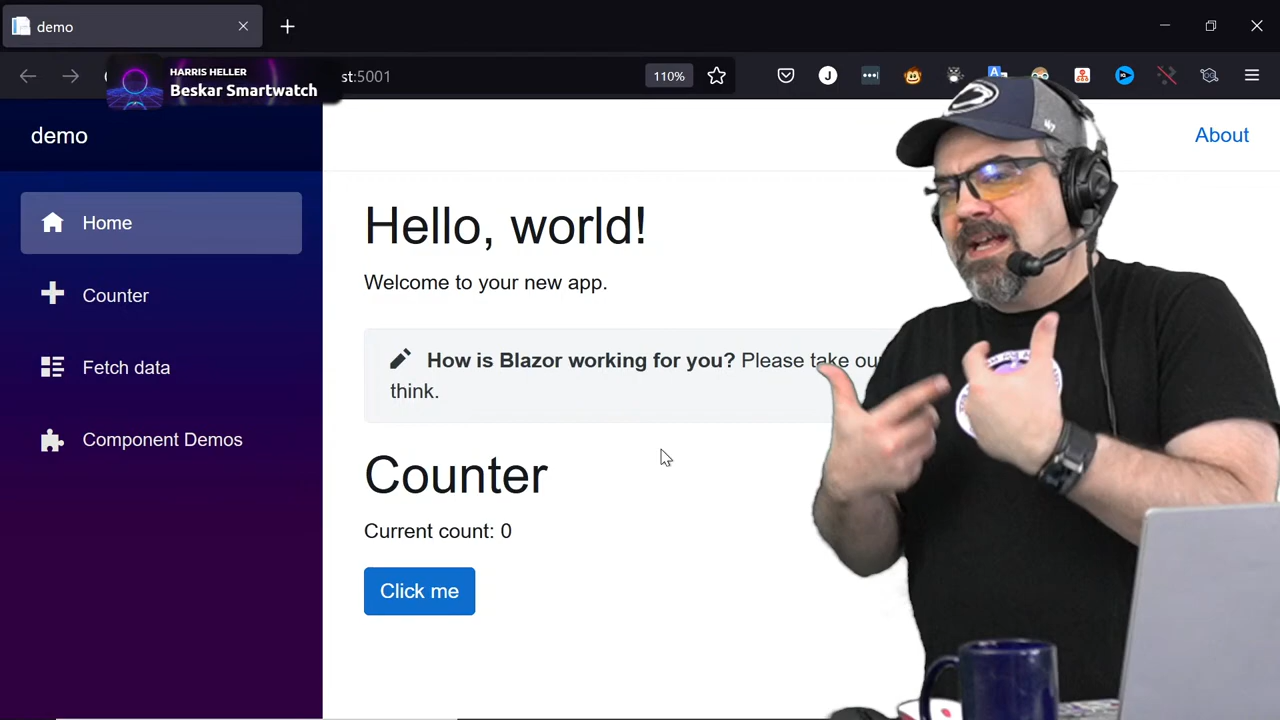 demo
HARRIS HELLER
Beskar Smartwatch
st:5001
110%
demo
About
Home
Counter
Fetch data
Component Demos
Hello, world!
Welcome to your new app.
How is Blazor working for you? Please take ou
think.
Counter
Current count: 0
Click me